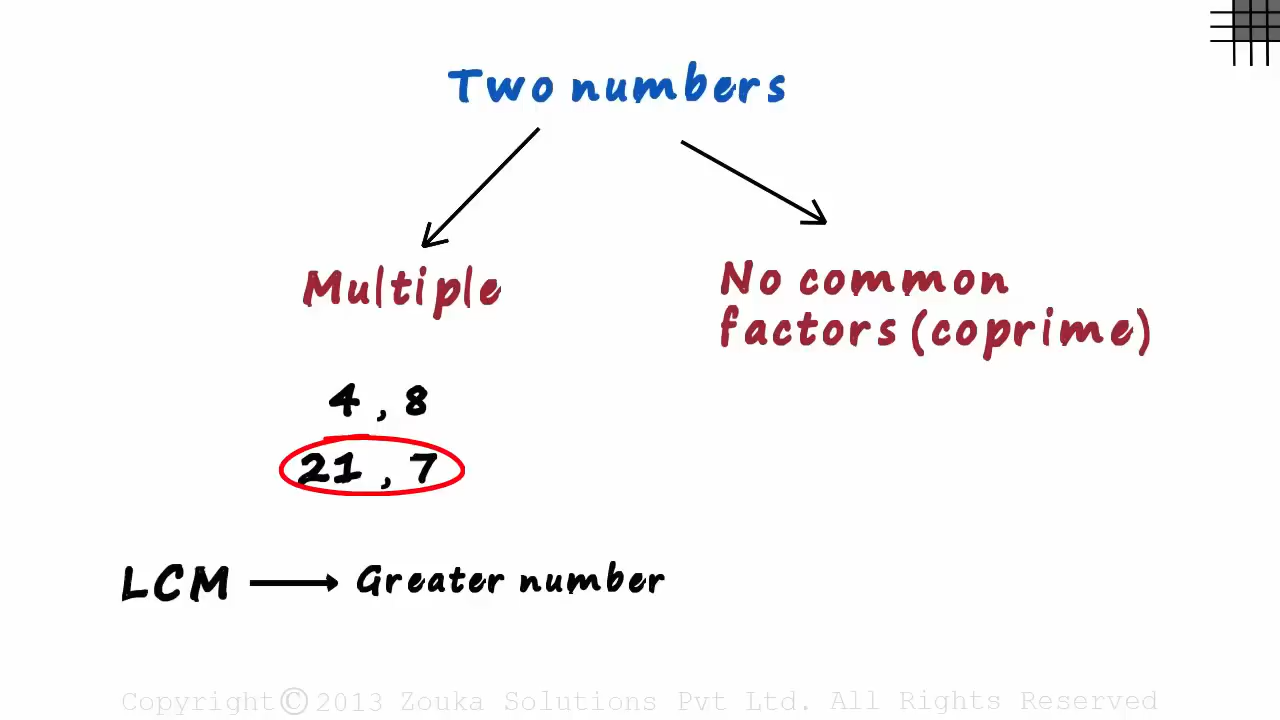 Two numbers
Multiple
No common
factors (coprime)
4 , 8
21 , 7
LCM → Greater number
Copyright © 2013 Zouka Solutions Pvt Ltd. All Rights Reserved